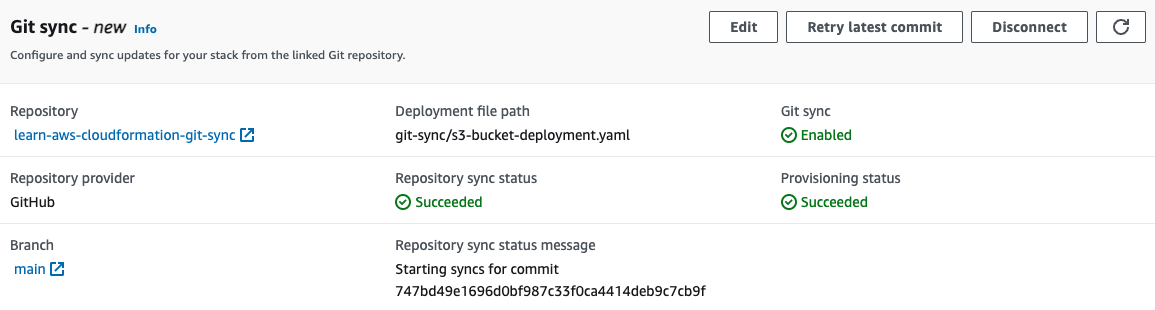 Git sync - new Info
Edit
Retry latest commit
Disconnect
Configure and sync updates for your stack from the linked Git repository.
Repository
learn-aws-cloudformation-git-sync
Deployment file path
git-sync/s3-bucket-deployment.yaml
Git sync
Enabled
Repository provider
GitHub
Repository sync status
Succeeded
Provisioning status
Succeeded
Branch
main
Repository sync status message
Starting syncs for commit
747bd49e1696d0bf987c33f0ca4414deb9c7cb9f